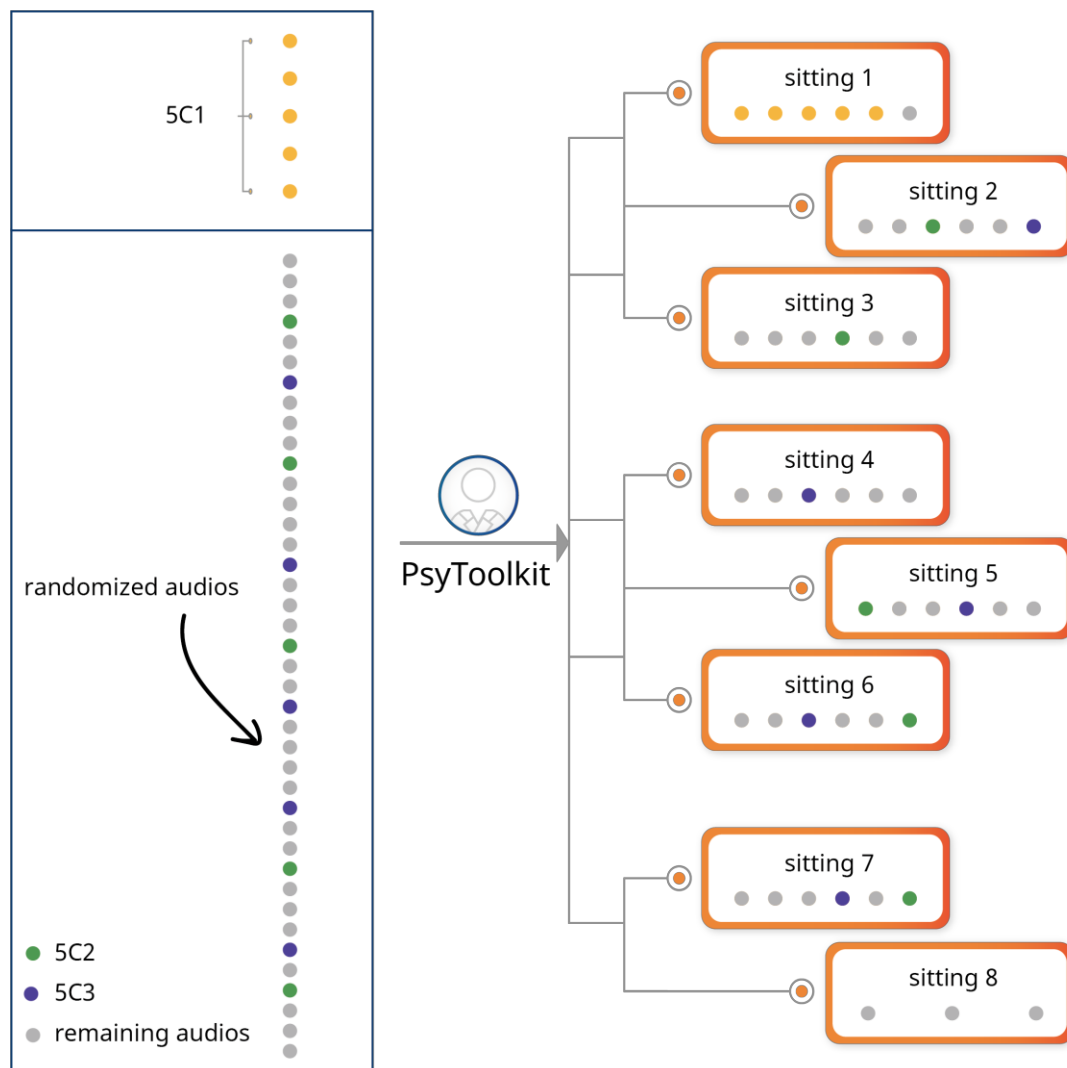 5C1
randomized audios
5C2
5C3
remaining audios
PsyToolkit
sitting 1
sitting 2
sitting 3
sitting 4
sitting 5
sitting 6
sitting 7
sitting 8